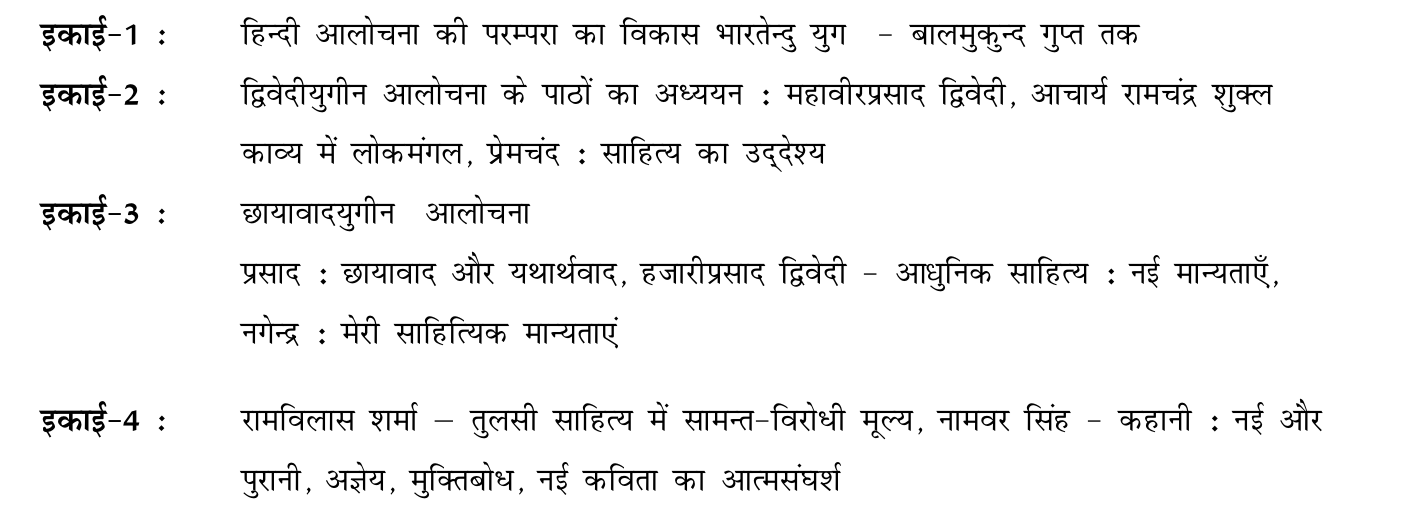 इकाई-1 : हिन्दी आलोचना की परम्परा का विकास भारतेन्दु युग - बालमुकुन्द गुप्त तक
इकाई-2 : द्विवेदीयुगीन आलोचना के पाठों का अध्ययन : महावीरप्रसाद द्विवेदी, आचार्य रामचंद्र शुक्ल
काव्य में लोकमंगल, प्रेमचंद : साहित्य का उद्देश्य
इकाई-3 : छायावादयुगीन आलोचना
प्रसाद : छायावाद और यथार्थवाद, हजारीप्रसाद द्विवेदी - आधुनिक साहित्य : नई मान्यताएँ,
नगेन्द्र : मेरी साहित्यिक मान्यताएं
इकाई-4 : रामविलास शर्मा – तुलसी साहित्य में सामन्त-विरोधी मूल्य, नामवर सिंह - कहानी : नई और
पुरानी, अज्ञेय, मुक्तिबोध, नई कविता का आत्मसंघर्श